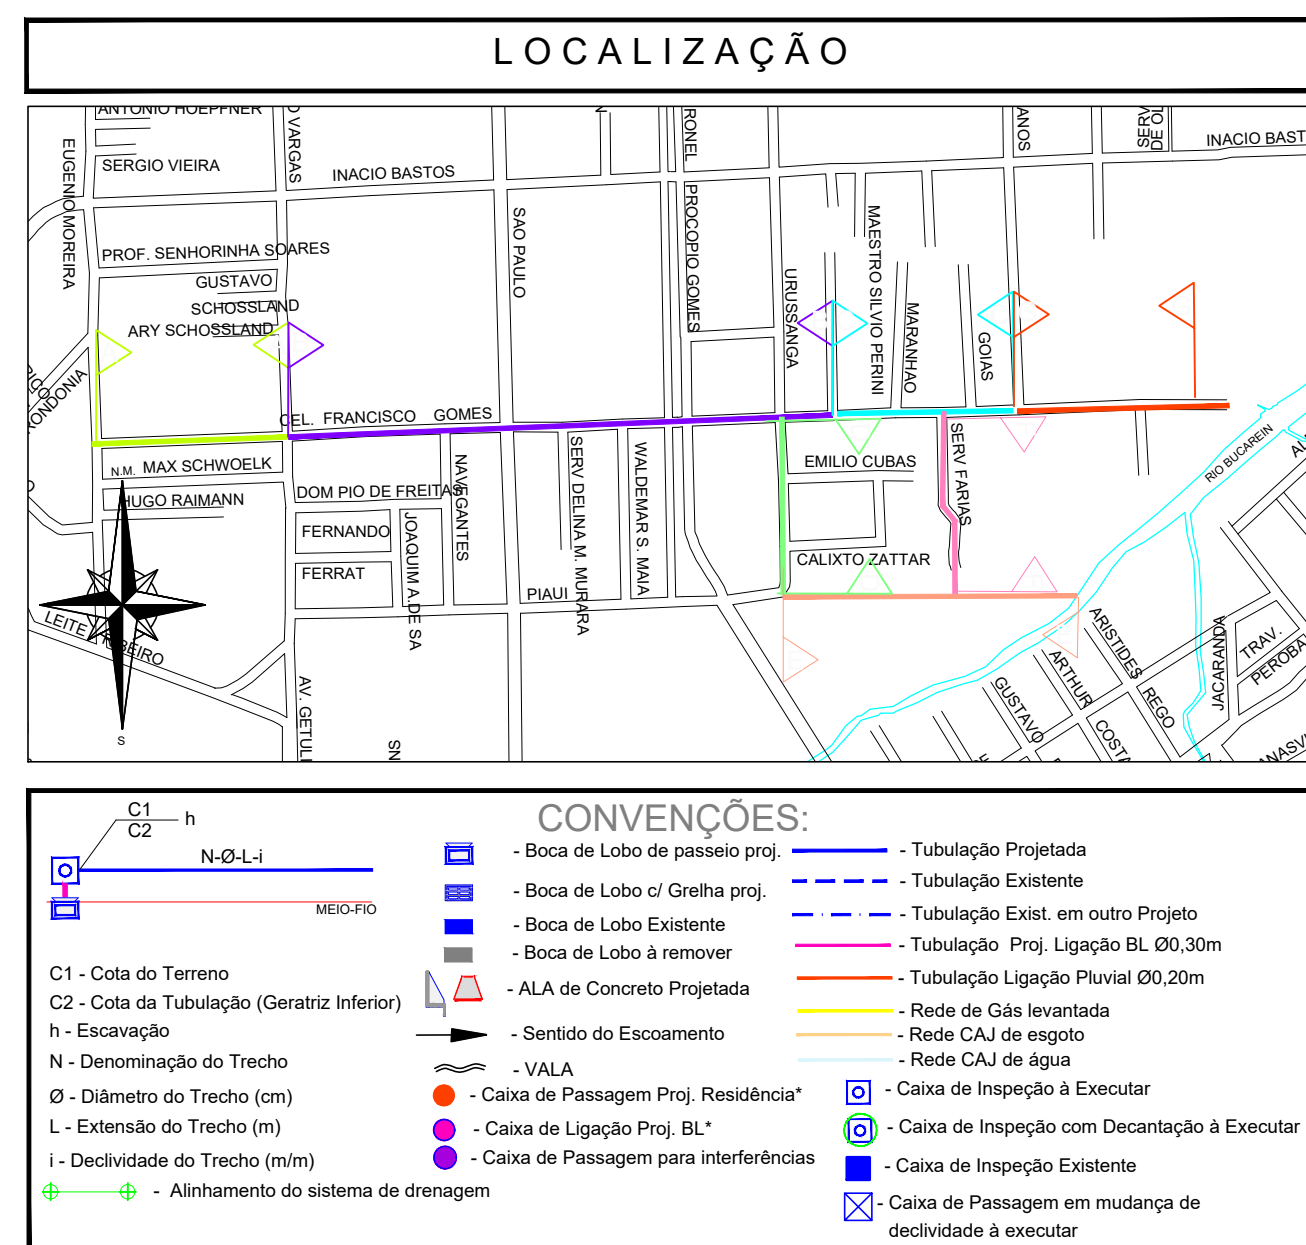 LOCALIZAÇÃO
ANTONIO HOEPFNER
EUGENIO MOREIRA
SERGIO VIEIRA
O VARGAS
INACIO BASTOS
RONEL
PROCOPIO GOMES
ANOS
SERV
DE OL
INACIO BAST
PROF. SENHORINHA SOARES
GUSTAVO
SCHOSSLAND
ARY SCHOSSLAND
SAO PAULO
URUSSANGA
MAESTRO SILVIO PERINI
MARANHAO
GOIAS
RONDONIA
CEL. FRANCISCO GOMES
N.M.
MAX SCHWOELK
HUGO RAIMANN
DOM PIO DE FREITAS
NAVEGANTES
FERNANDO
FERRAT
JOAQUIM A.DE SA
SERV DELINA M. MURARA
WALDEMAR S. MAIA
PIAUI
EMILIO CUBAS
CALIXTO ZATTAR
SERV FARIAS
RIO BUCAREIN
LEITE RIBEIRO
S
AV. GETULI
SN
ARISTIDES REGO
ARTHUR COSTA
GUSTAVO
JACARANDA
TRAV.
PEROBA
ANASV
CONVENÇÕES:
C1
C2
h
N-Ø-L-i
MEIO-FIO
C1 - Cota do Terreno
C2 - Cota da Tubulação (Geratriz Inferior)
h - Escavação
N - Denominação do Trecho
Ø - Diâmetro do Trecho (cm)
L - Extensão do Trecho (m)
i - Declividade do Trecho (m/m)
- Alinhamento do sistema de drenagem
- Boca de Lobo de passeio proj.
- Boca de Lobo c/ Grelha proj.
- Boca de Lobo Existente
- Boca de Lobo à remover
- ALA de Concreto Projetada
- Sentido do Escoamento
- VALA
- Caixa de Passagem Proj. Residência*
- Caixa de Ligação Proj. BL*
- Caixa de Passagem para interferências
- Tubulação Projetada
- Tubulação Existente
- Tubulação Exist. em outro Projeto
- Tubulação Proj. Ligação BL Ø0,30m
- Tubulação Ligação Pluvial Ø0,20m
- Rede de Gás levantada
- Rede CAJ de esgoto
- Rede CAJ de água
- Caixa de Inspeção à Executar
- Caixa de Inspeção com Decantação à Executar
- Caixa de Inspeção Existente
- Caixa de Passagem em mudança de
declividade à executar